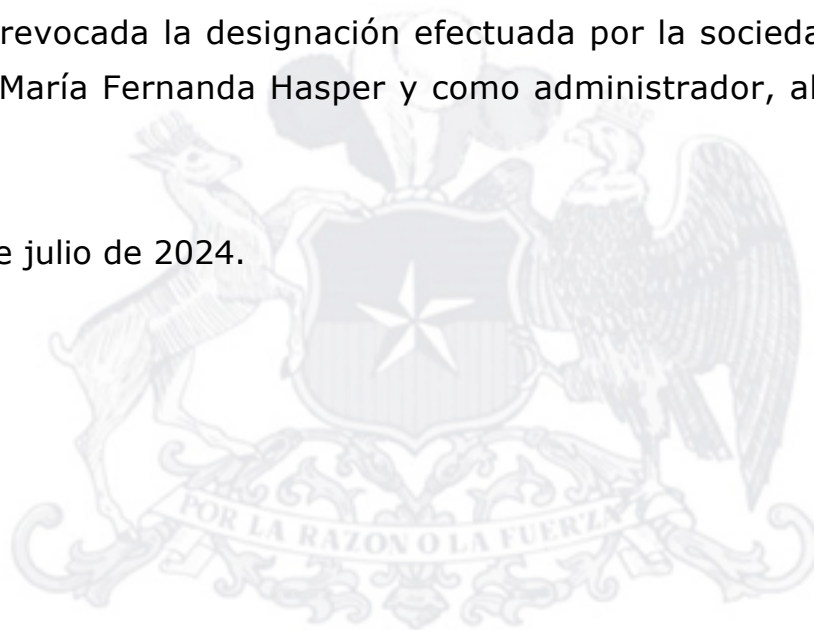 revocada la designación efectuada por la socieda
María Fernanda Hasper y como administrador, al
e julio de 2024.
POR LA RAZON O LA FUERZA